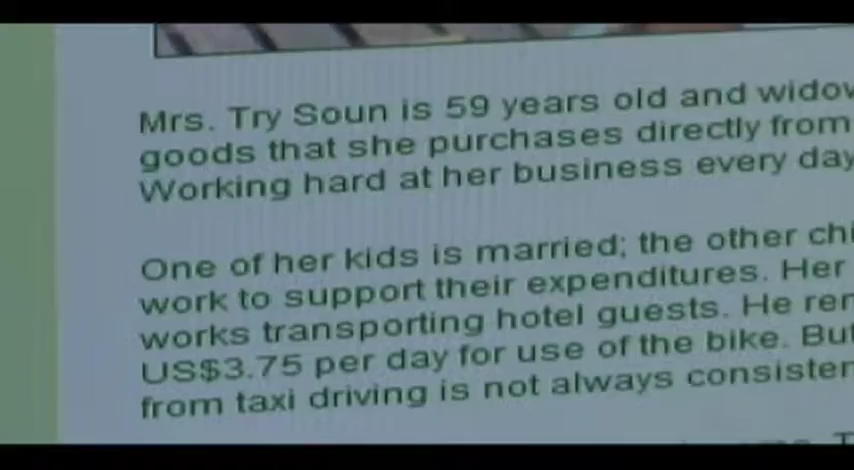 Mrs. Try Soun is 59 years old and
goods that she purchases directly from
Working hard at her business every day
One of her kids is married; the other
work to support their expenditures. Her
works transporting hotel guests. He
US$3.75 per day for use of the bike. But
from taxi driving is not always